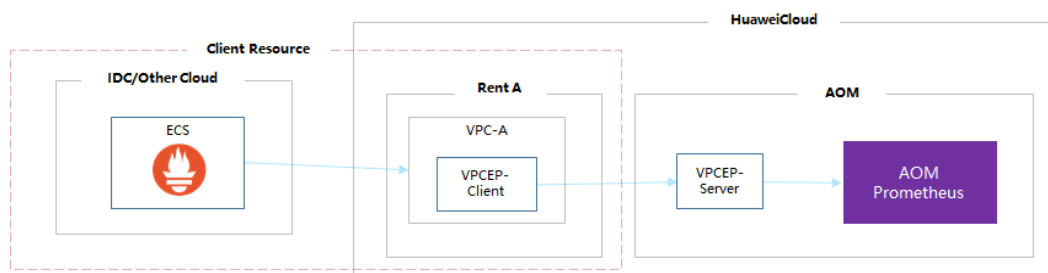 HuaweiCloud
Client Resource
IDC/Other Cloud
Rent A
AOM
ECS
VPC-A
VPCEP-
Client
VPCEP-
Server
AOM
Prometheus